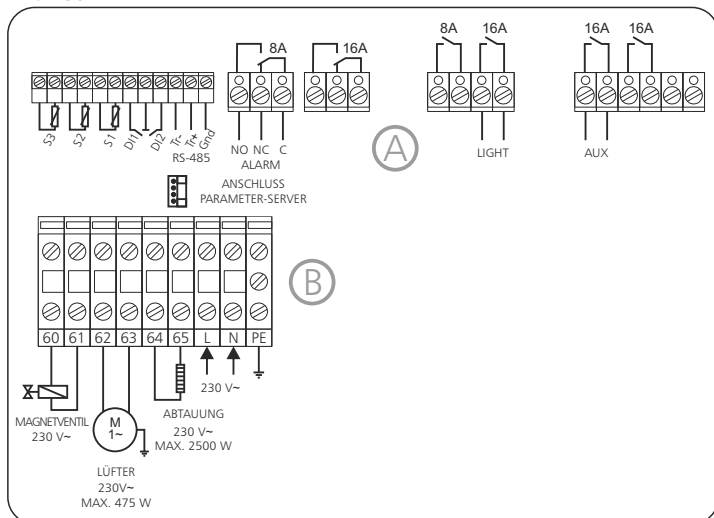 8A
16A
8A
16A
16A
16A
S3
S2
S1
DI1
DI2
Tr-
Tr+
Gnd
RS-485
NO NC C
ALARM
A
LIGHT
AUX
ANSCHLUSS
PARAMETER-SERVER
B
60 61 62 63 64 65 L N PE
MAGNETVENTIL
230 V~
M
1~
LÜFTER
230V~
MAX. 475 W
230 V~
ABTAUUNG
230 V~
MAX. 2500 W